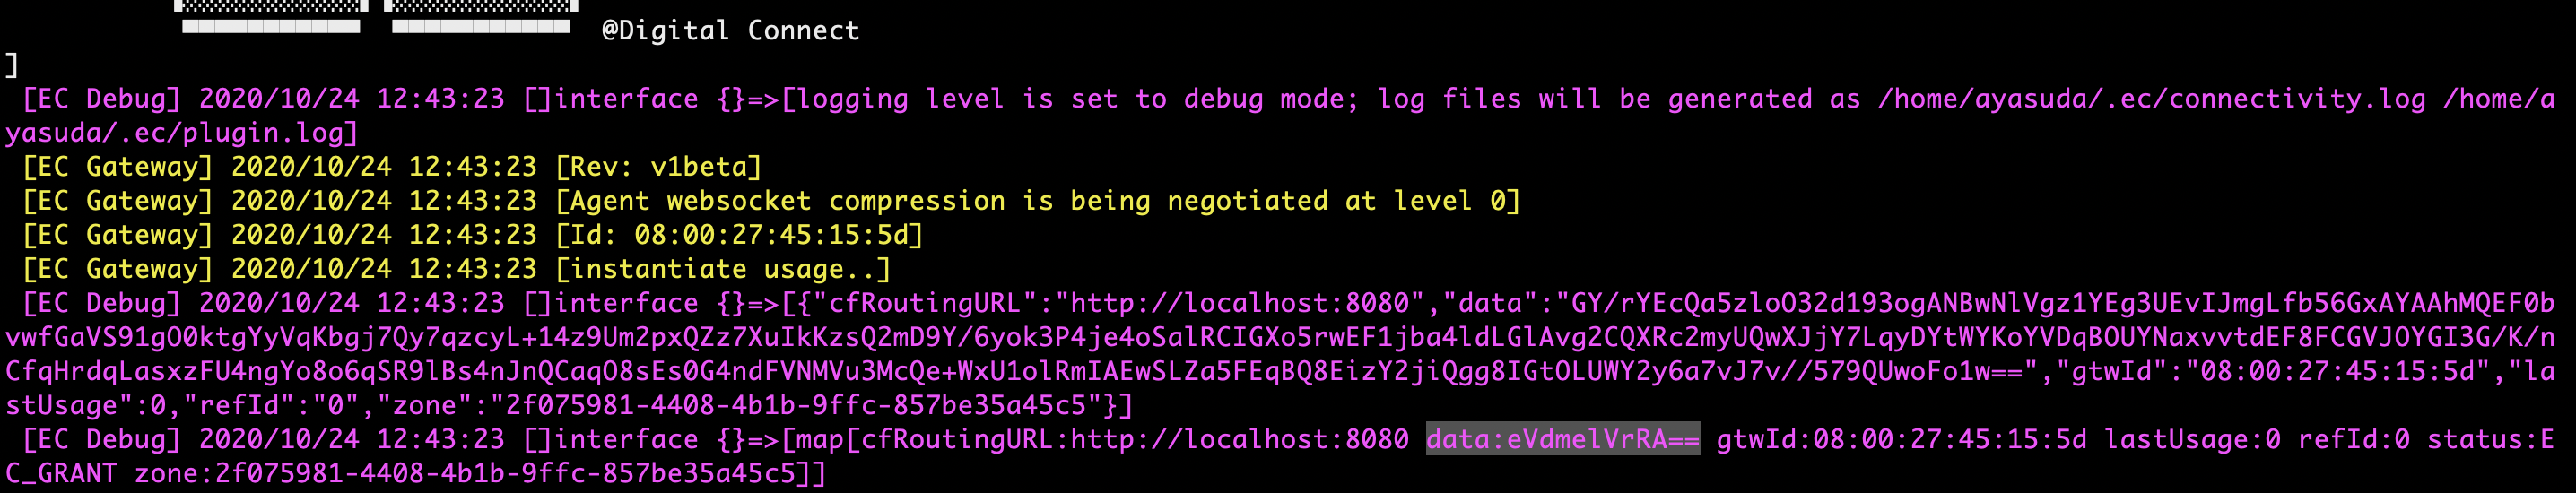 @Digital Connect
]
[EC Debug] 2020/10/24 12:43:23 []interface {}=>[logging level is set to debug mode; log files will be generated as /home/ayasuda/.ec/connectivity.log /home/a
yasuda/.ec/plugin.log]
[EC Gateway] 2020/10/24 12:43:23 [Rev: v1beta]
[EC Gateway] 2020/10/24 12:43:23 [Agent websocket compression is being negotiated at level 0]
[EC Gateway] 2020/10/24 12:43:23 [Id: 08:00:27:45:15:5d]
[EC Gateway] 2020/10/24 12:43:23 [instantiate usage..]
[EC Debug] 2020/10/24 12:43:23 []interface {}=>[{"cfRoutingURL":"http://localhost:8080","data":"GY/rYEcQa5zloO32d193ogANBwNlVgz1YEg3UEvIJmgLfb56GxAYAAhMQEF0b
vwfGaVS91gO0ktgYyVqKbgj7Qy7qzcyL+14z9Um2pxQZz7XuIkKzsQ2mD9Y/6yok3P4je4oSalRCIGXo5rwEF1jba4ldLGlAvg2CQXRc2myUQwXJjY7LqyDYtWYKoYVDqBOUYNaxvvtdEF8FCGVJOYGI3G/K/n
CfqHrdqLasxzFU4ngYo8o6qSR9lBs4nJnQCaqO8sEs0G4ndFVNMVu3McQe+WxU1olRmIAEwSLZa5FEqBQ8EizY2jiQgg8IGtOLUWY2y6a7vJ7v//579QUwoFo1w==","gtwId":"08:00:27:45:15:5d","la
stUsage":0,"refId":"0","zone":"2f075981-4408-4b1b-9ffc-857be35a45c5"}]
[EC Debug] 2020/10/24 12:43:23 []interface {}=>[map[cfRoutingURL:http://localhost:8080 data:eVdmelVrRA== gtwId:08:00:27:45:15:5d lastUsage:0 refId:0 status:E
C_GRANT zone:2f075981-4408-4b1b-9ffc-857be35a45c5]]